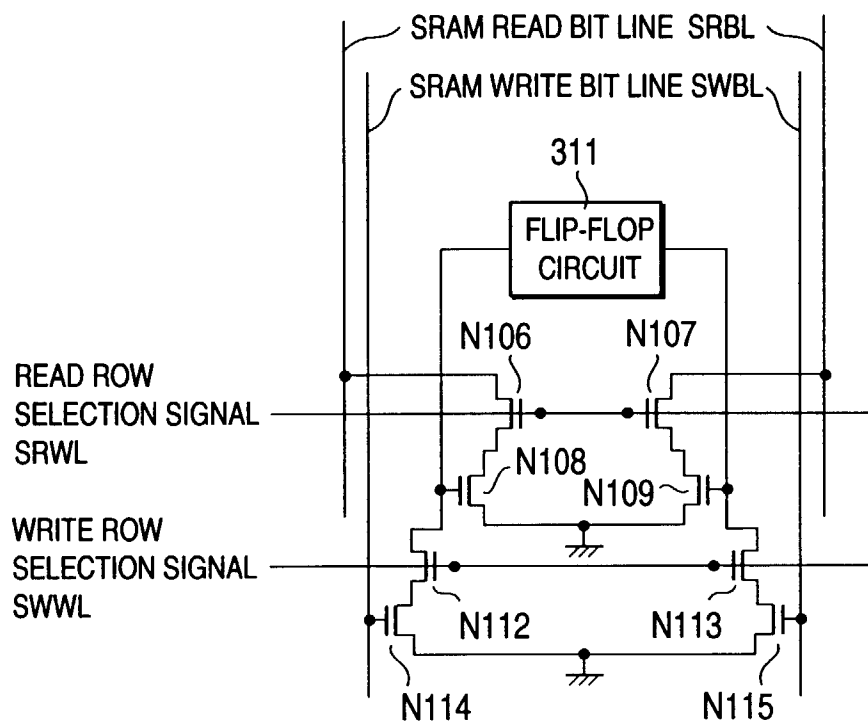 SRAM READ BIT LINE SRBL
SRAM WRITE BIT LINE SWBL
311
FLIP-FLOP
CIRCUIT
N106
N107
READ ROW
SELECTION SIGNAL
SRWL
N108
N109
WRITE ROW
SELECTION SIGNAL
SWWL
N112
N113
N114
N115